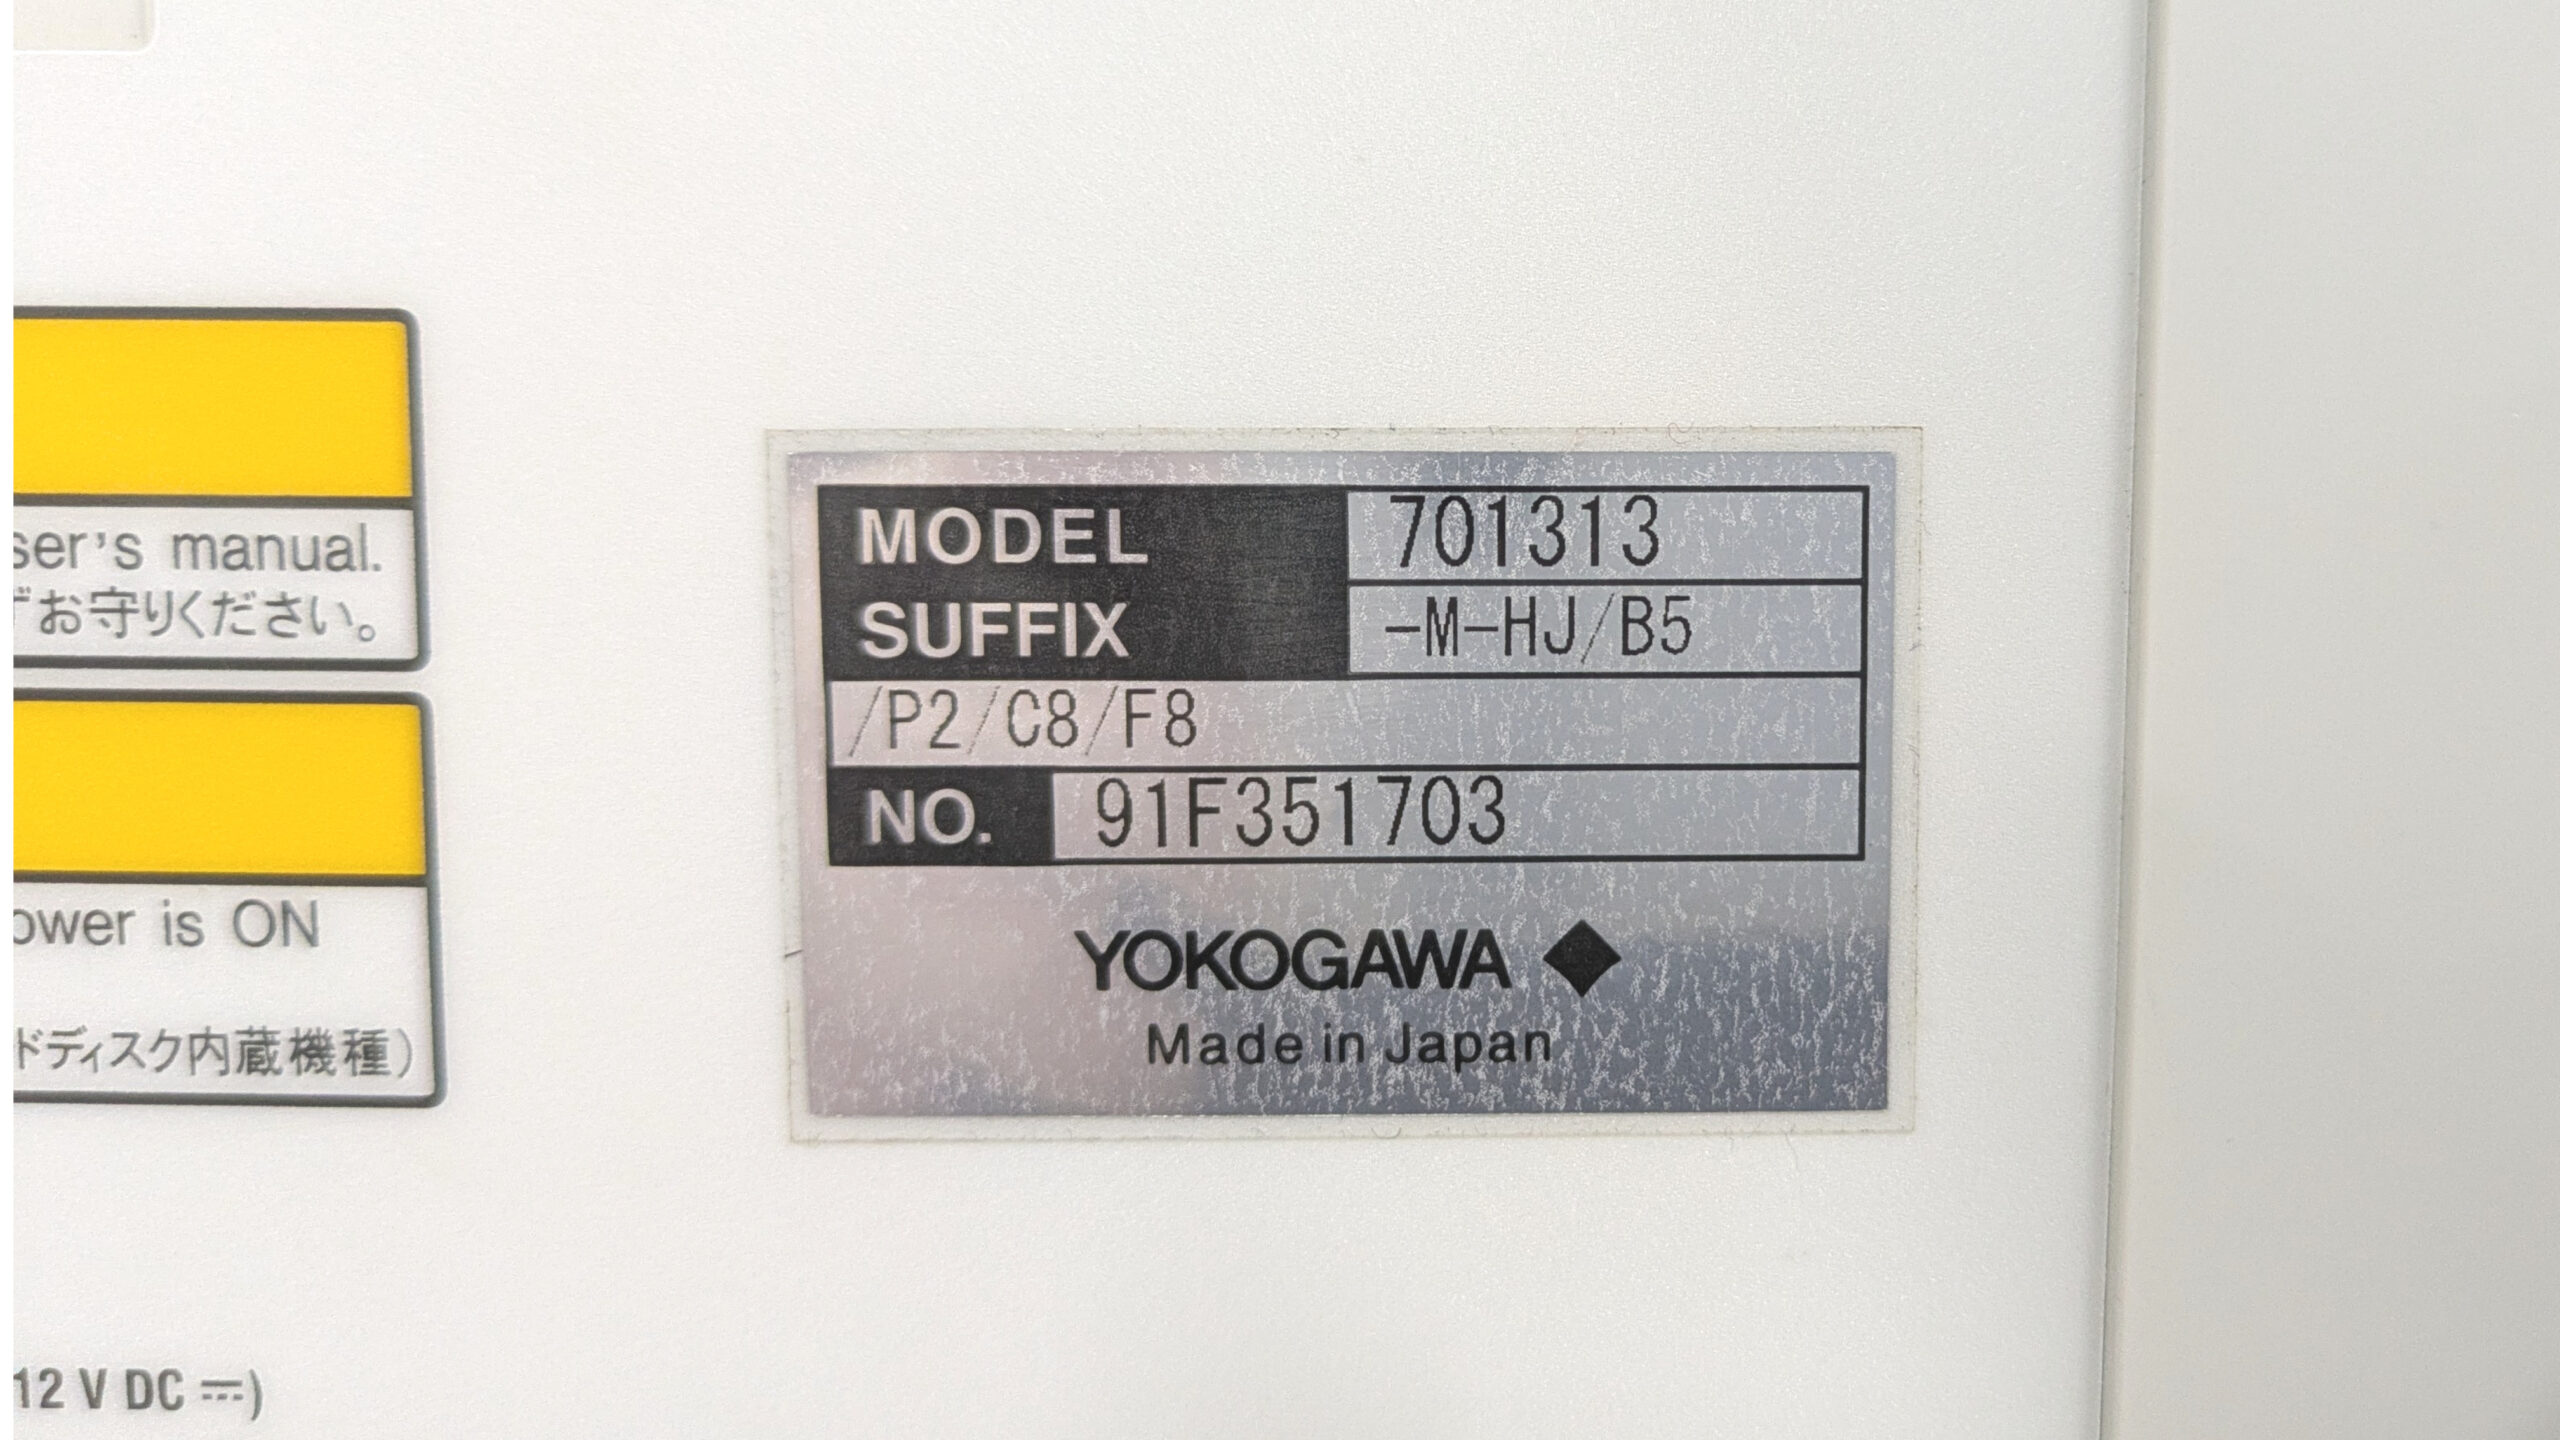 ser's manual.
お守りください。
ower is ON
ドディスク内蔵機種)
12 V DC ⎓)
MODEL 701313
SUFFIX -M-HJ/B5
/P2/C8/F8
NO. 91F351703
YOKOGAWA ◆
Made in Japan